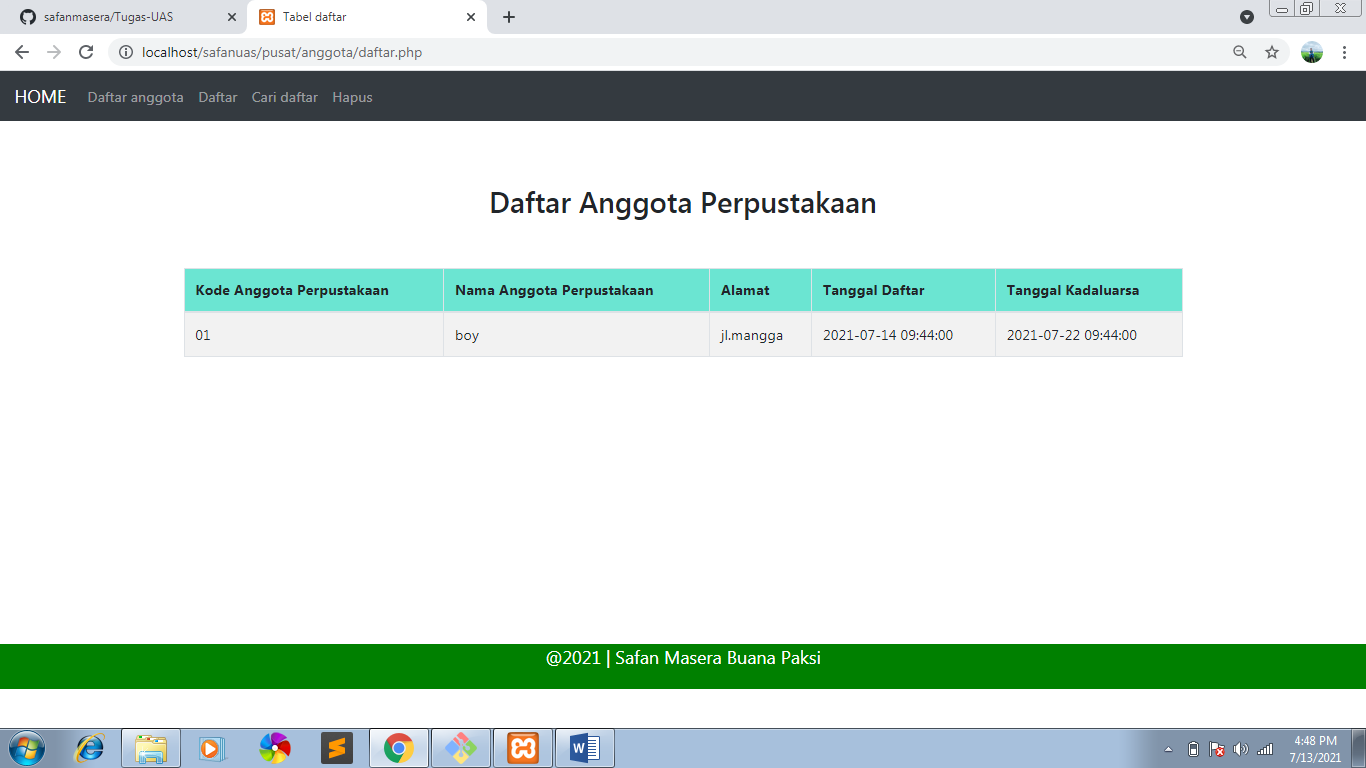 safanmasera/Tugas-UAS
Tabel daftar
localhost/safanuas/pusat/anggota/daftar.php
HOME Daftar anggota Daftar Cari daftar Hapus
Daftar Anggota Perpustakaan
Kode Anggota Perpustakaan Nama Anggota Perpustakaan Alamat Tanggal Daftar Tanggal Kadaluarsa
01 boy jl.mangga 2021-07-14 09:44:00 2021-07-22 09:44:00
@2021 | Safan Masera Buana Paksi
4:48 PM
7/13/2021